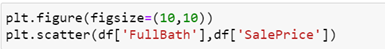 plt.figure(figsize=(10,10))
plt.scatter(df['FullBath'],df['SalePrice'])